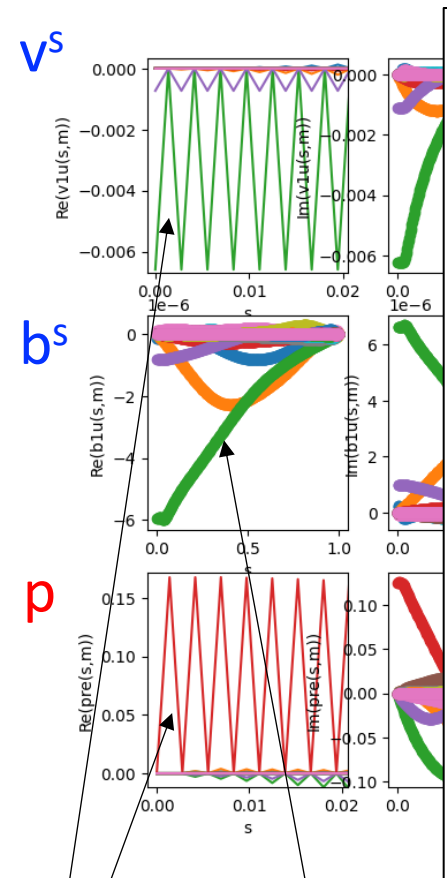 vˢ
0.000
−0.002
−0.004
−0.006
Re(v1u(s,m))
0.00
0.01
0.02
s
0.000
−0.002
−0.004
−0.006
Im(v1u(s,m))
0.0
bˢ
1e−6
0
−2
−4
−6
Re(b1u(s,m))
0.0
0.5
1.0
s
1e−6
6
4
2
0
Im(b1u(s,m))
0.0
p
0.15
0.10
0.05
0.00
Re(pre(s,m))
0.00
0.01
0.02
s
0.10
0.05
0.00
−0.05
−0.10
Im(pre(s,m))
0.0